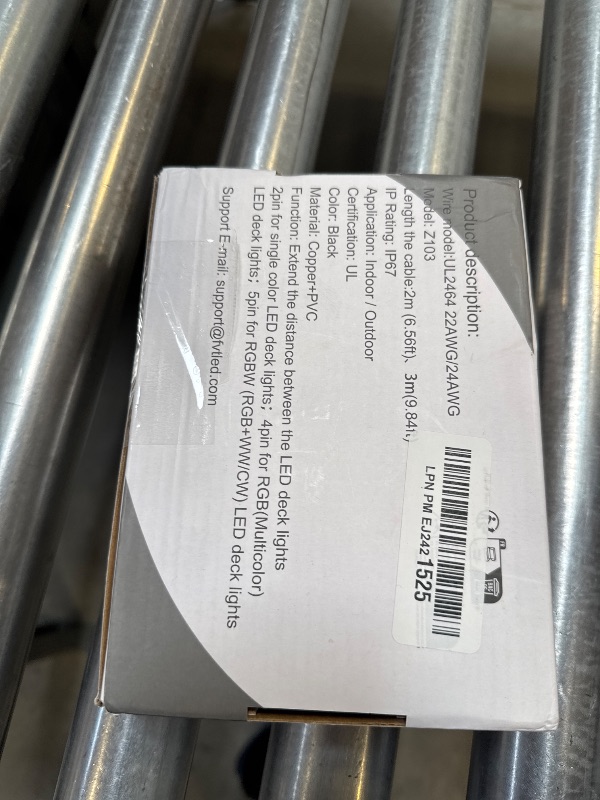 Product description:
Wire model:UL2464 22AWG/24AWG
Model: Z103
Length the cable:2m (6.56ft)、3m(9.84ft)
IP Rating: IP67
Application: Indoor / Outdoor
Certification: UL
Color: Black
Material: Copper+PVC
Function: Extend the distance between the LED deck lights
2pin for single color LED deck lights；4pin for RGB(Multicolor)
LED deck lights；5pin for RGBW (RGB+WW/CW) LED deck lights
Support E-mail: support@fvtled.com
LPN PM EJ242 1525